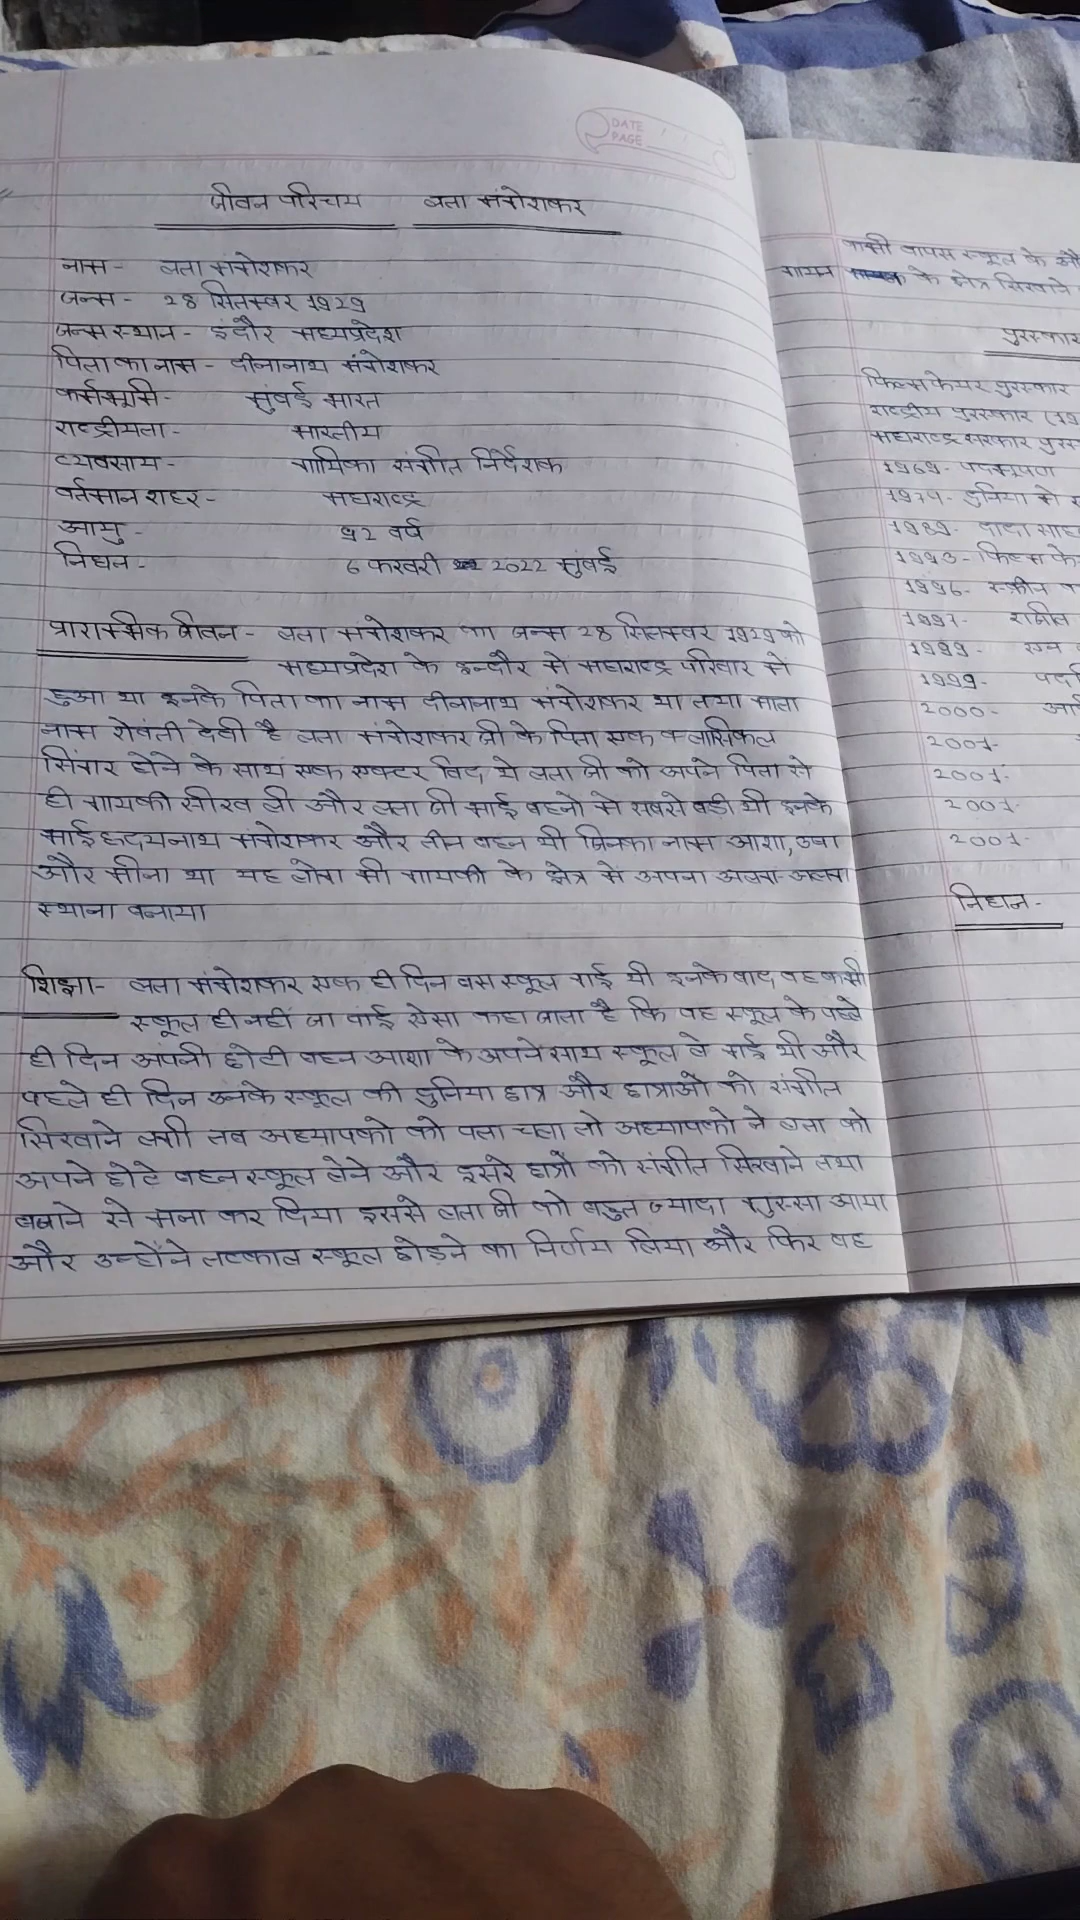 DATE
PAGE
जीवन परिचय लता मंगेशकर
नाम - लता मंगेशकर
जन्म - 28 सितम्बर 1929
जन्म स्थान - इंदौर मध्यप्रदेश
पिता का नाम - दीनानाथ मंगेशकर
कर्मभूमि - मुंबई भारत
राष्ट्रीयता - भारतीय
व्यवसाय - गायिका संगीत निर्देशक
वर्तमान शहर - महाराष्ट्र
आयु - 92 वर्ष
निधन - 6 फरवरी 2022 मुंबई
प्रारम्भिक जीवन - लता मंगेशकर का जन्म 28 सितम्बर 1929 को
मध्यप्रदेश के इन्दौर में महाराष्ट्र परिवार में
हुआ था इनके पिता का नाम दीनानाथ मंगेशकर था तथा माता
नाम शेवंती देवी है लता मंगेशकर जी के पिता एक क्लासिकल
सिंगर होने के साथ एक एक्टर विद थे लता जी को अपने पिता से
ही गायकी सीख ली और लता जी भाई बहनो में सबसे बड़ी थी इनके
भाई हृदयनाथ मंगेशकर और तीन बहन थी जिनका नाम आशा, उषा
और मीना था यह लोग भी गायकी के क्षेत्र में अपना अलग-अलग
स्थाना बनाया
शिक्षा - लता मंगेशकर एक ही दिन बस स्कूल गाई थी इनके बाद वह कभी
स्कूल ही नहीं जा पाई ऐसा कहा जाता है कि वह स्कूल के पहले
ही दिन अपनी छोटी बहन आशा के अपने साथ स्कूल ले गई थी और
पहले ही दिन उनके स्कूल की दुनिया छात्र और छात्राओं को संगीत
सिखाने लगी तब अध्यापको को पता चला तो अध्यापको ने लता को
अपने छोटे बहन स्कूल लेने और दूसरे छात्रों को संगीत सिखाने तथा
बजाने से मना कर दिया इससे लता जी को बहुत ज्यादा गुस्सा आया
और उन्होंने तत्काल स्कूल छोड़ने का निर्णय लिया और फिर वह
कभी वापस स्कूल के
गायन के क्षेत्र सिखाने
पुरस्कार
फिल्म फेयर पुरस्कार
राष्ट्रीय पुरस्कार (19
महाराष्ट्र सरकार पुरस्
1969- पदमभूषण
1974- दुनिया में
1989- दादा साह
1993- फिल्म फे
1996- स्क्रीन
1997- राजीव
1999-
1999-
2000-
2001-
2001-
2001-
2001-
निधन -